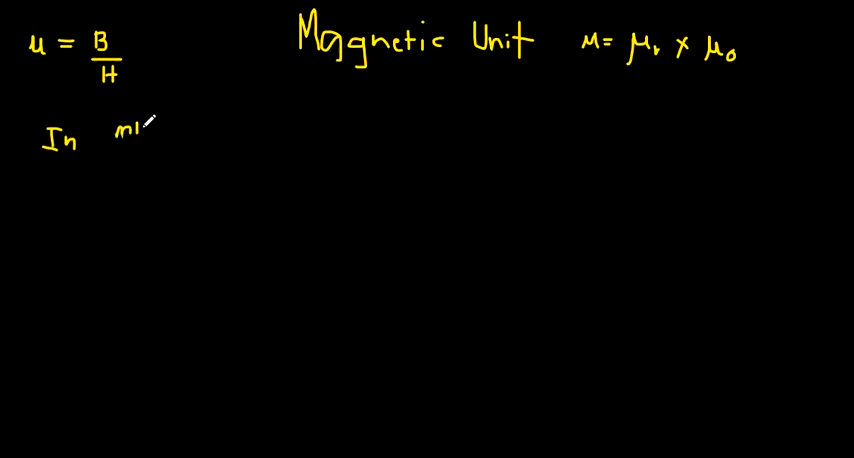 μ = B/H
Magnetic Unit
μ = μr × μ0
In